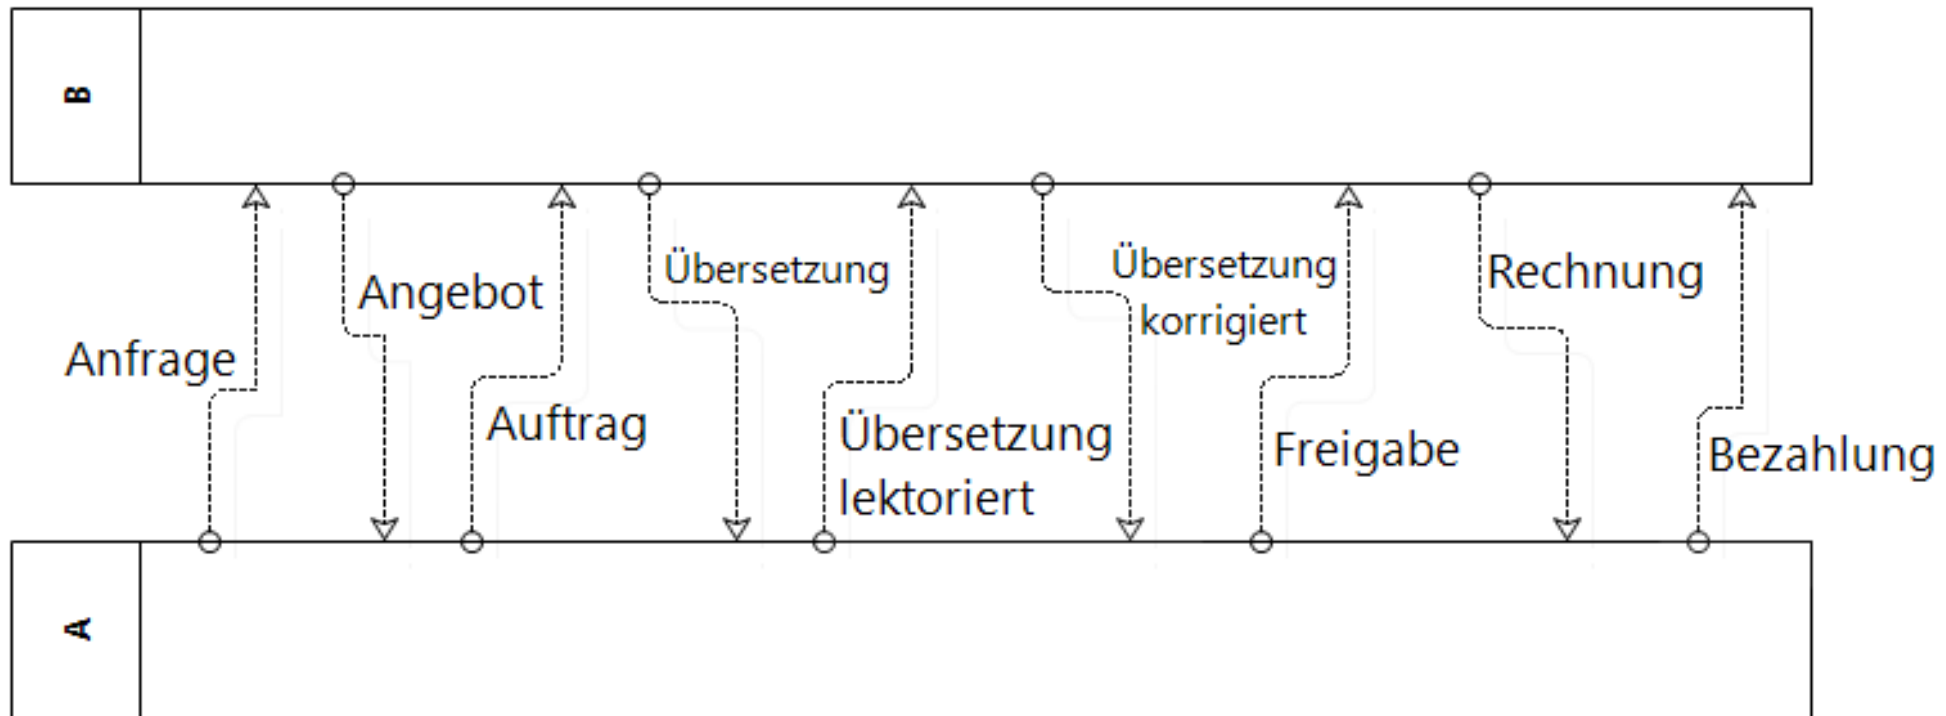 B
Anfrage
Angebot
Auftrag
Übersetzung
Übersetzung
lektoriert
Übersetzung
korrigiert
Freigabe
Rechnung
Bezahlung
A